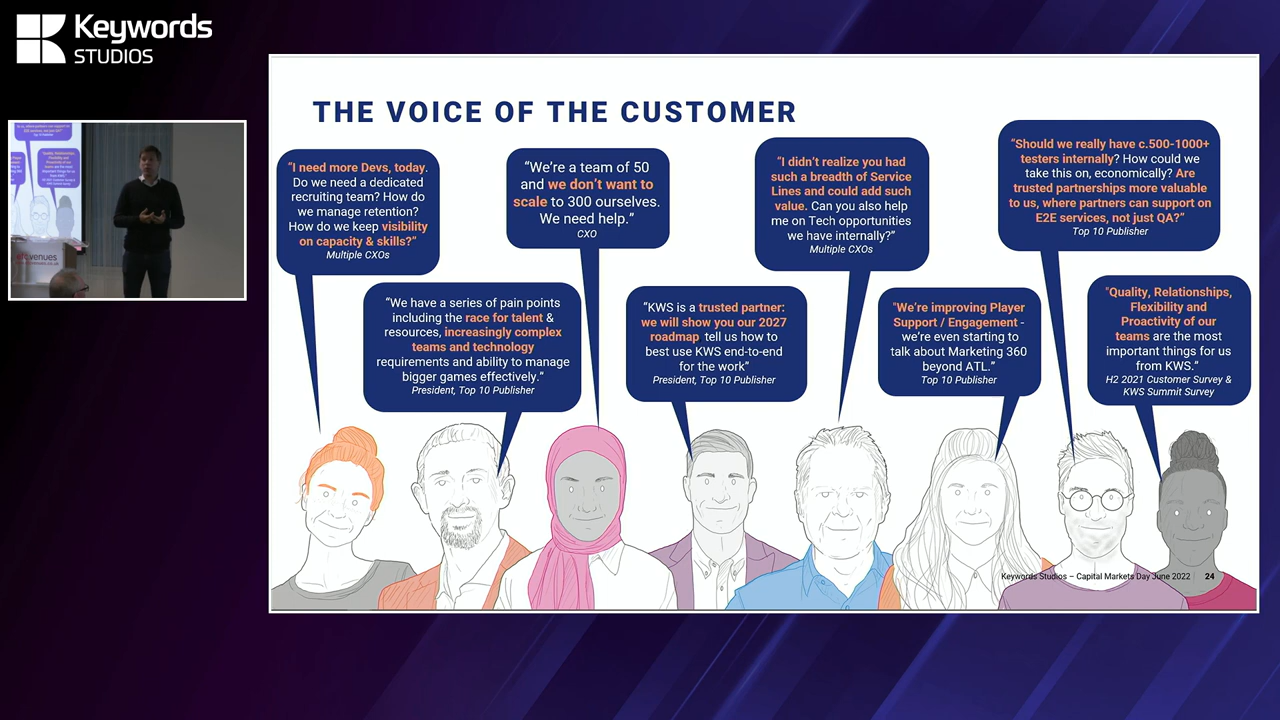 Keywords
STUDIOS
THE VOICE OF THE CUSTOMER
“I need more Devs, today.
Do we need a dedicated
recruiting team? How do
we manage retention?
How do we keep visibility
on capacity & skills?”
Multiple CXOs
“We’re a team of 50
and we don’t want to
scale to 300 ourselves.
We need help.”
CXO
“I didn’t realize you had
such a breadth of Service
Lines and could add such
value. Can you also help
me on Tech opportunities
we have internally?”
Multiple CXOs
“Should we really have c.500-1000+
testers internally? How could we
take this on, economically? Are
trusted partnerships more valuable
to us, where partners can support on
E2E services, not just QA?”
Top 10 Publisher
“We have a series of pain points
including the race for talent &
resources, increasingly complex
teams and technology
requirements and ability to manage
bigger games effectively.“
President, Top 10 Publisher
“KWS is a trusted partner:
we will show you our 2027
roadmap tell us how to
best use KWS end-to-end
for the work”
President, Top 10 Publisher
"We’re improving Player
Support / Engagement -
we’re even starting to
talk about Marketing 360
beyond ATL.”
Top 10 Publisher
"Quality, Relationships,
Flexibility and
Proactivity of our
teams are the most
important things for us
from KWS.“
H2 2021 Customer Survey &
KWS Summit Survey
Keywords Studios – Capital Markets Day June 2022 24
venues